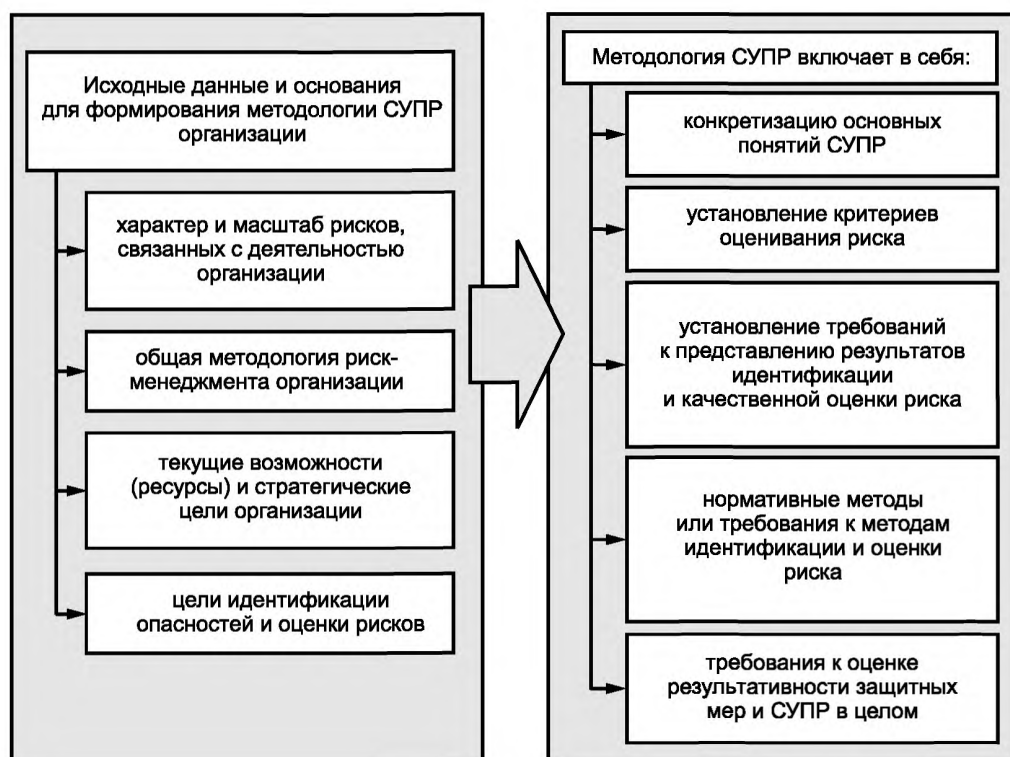 Исходные данные и основания
для формирования методологии СУПР
организации
характер и масштаб рисков,
связанных с деятельностью
организации
общая методология риск-
менеджмента организации
текущие возможности
(ресурсы) и стратегические
цели организации
цели идентификации
опасностей и оценки рисков
Методология СУПР включает в себя:
конкретизацию основных
понятий СУПР
установление критериев
оценивания риска
установление требований
к представлению результатов
идентификации
и качественной оценки риска
нормативные методы
или требования к методам
идентификации и оценки
риска
требования к оценке
результативности защитных
мер и СУПР в целом